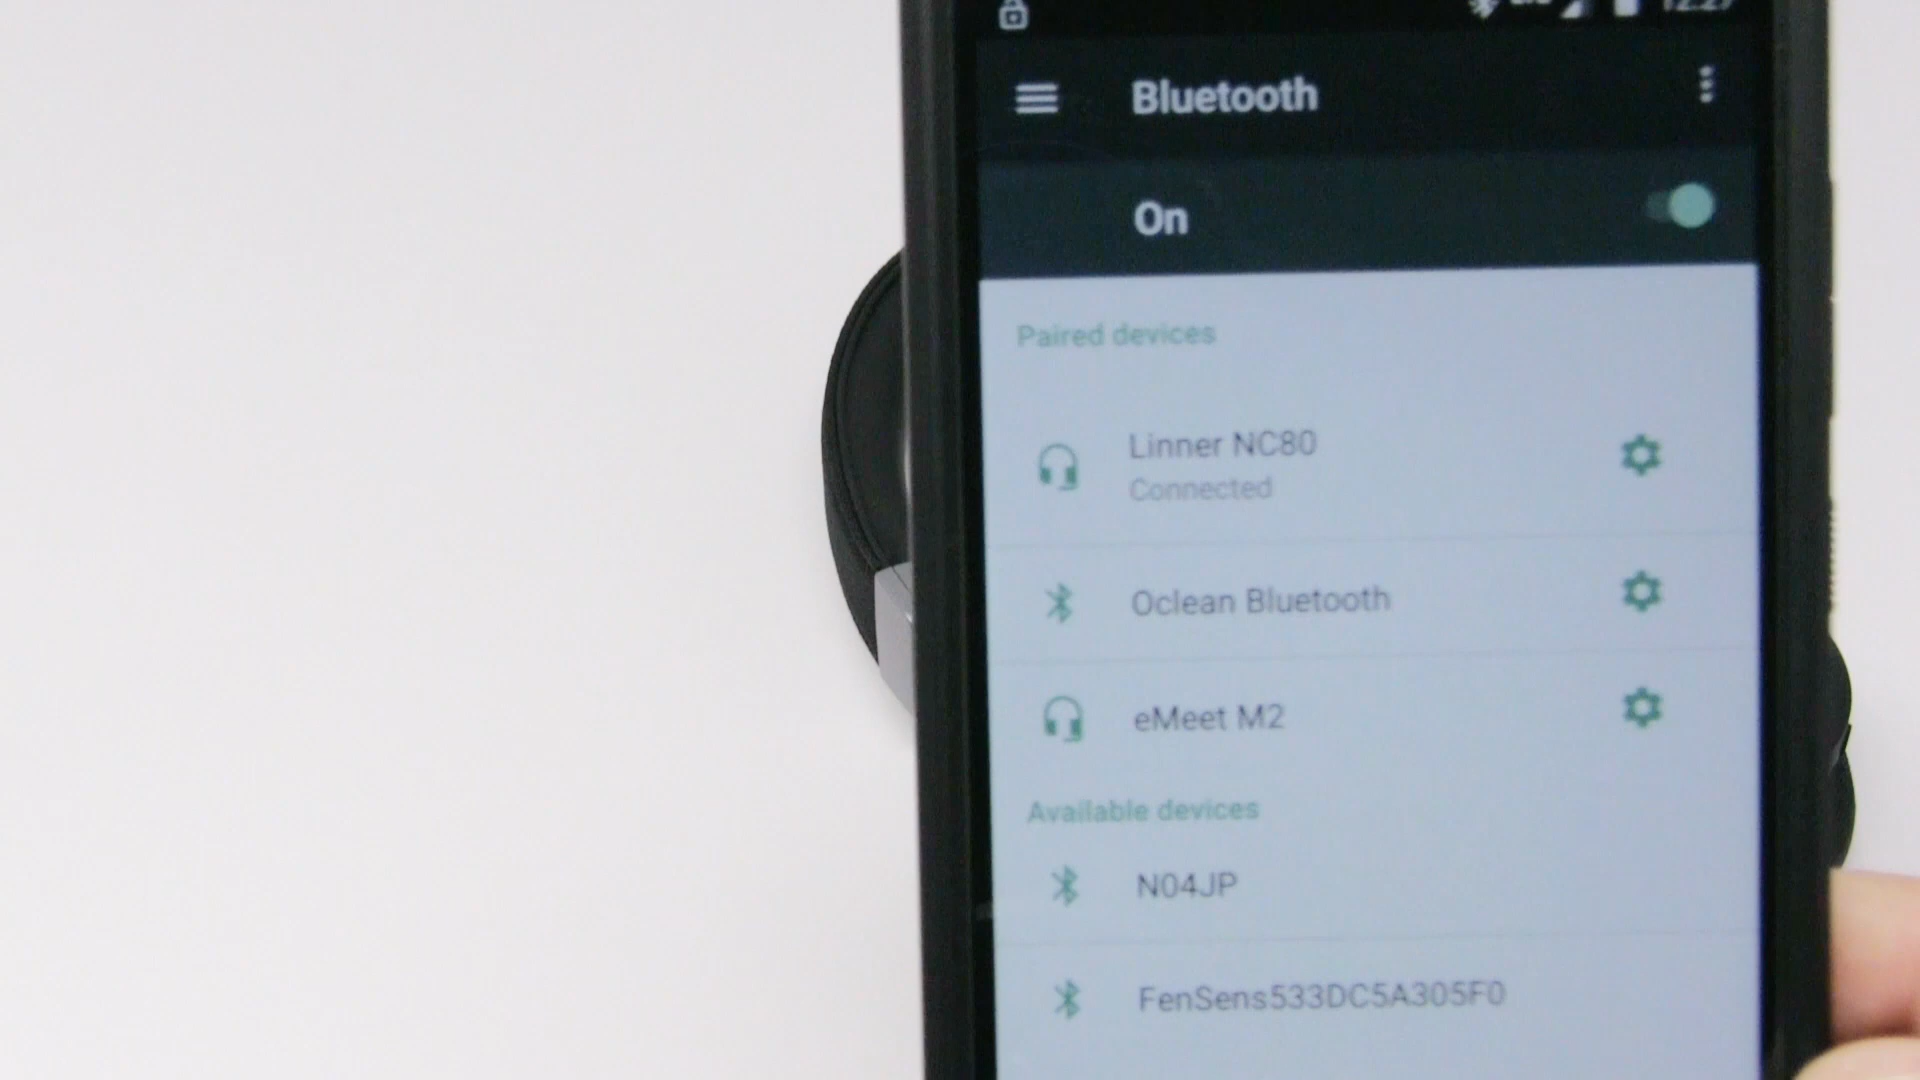 Bluetooth
On
Paired devices
Linner NC80
Connected
Oclean Bluetooth
eMeet M2
Available devices
N04JP
FenSens533DC5A305F0